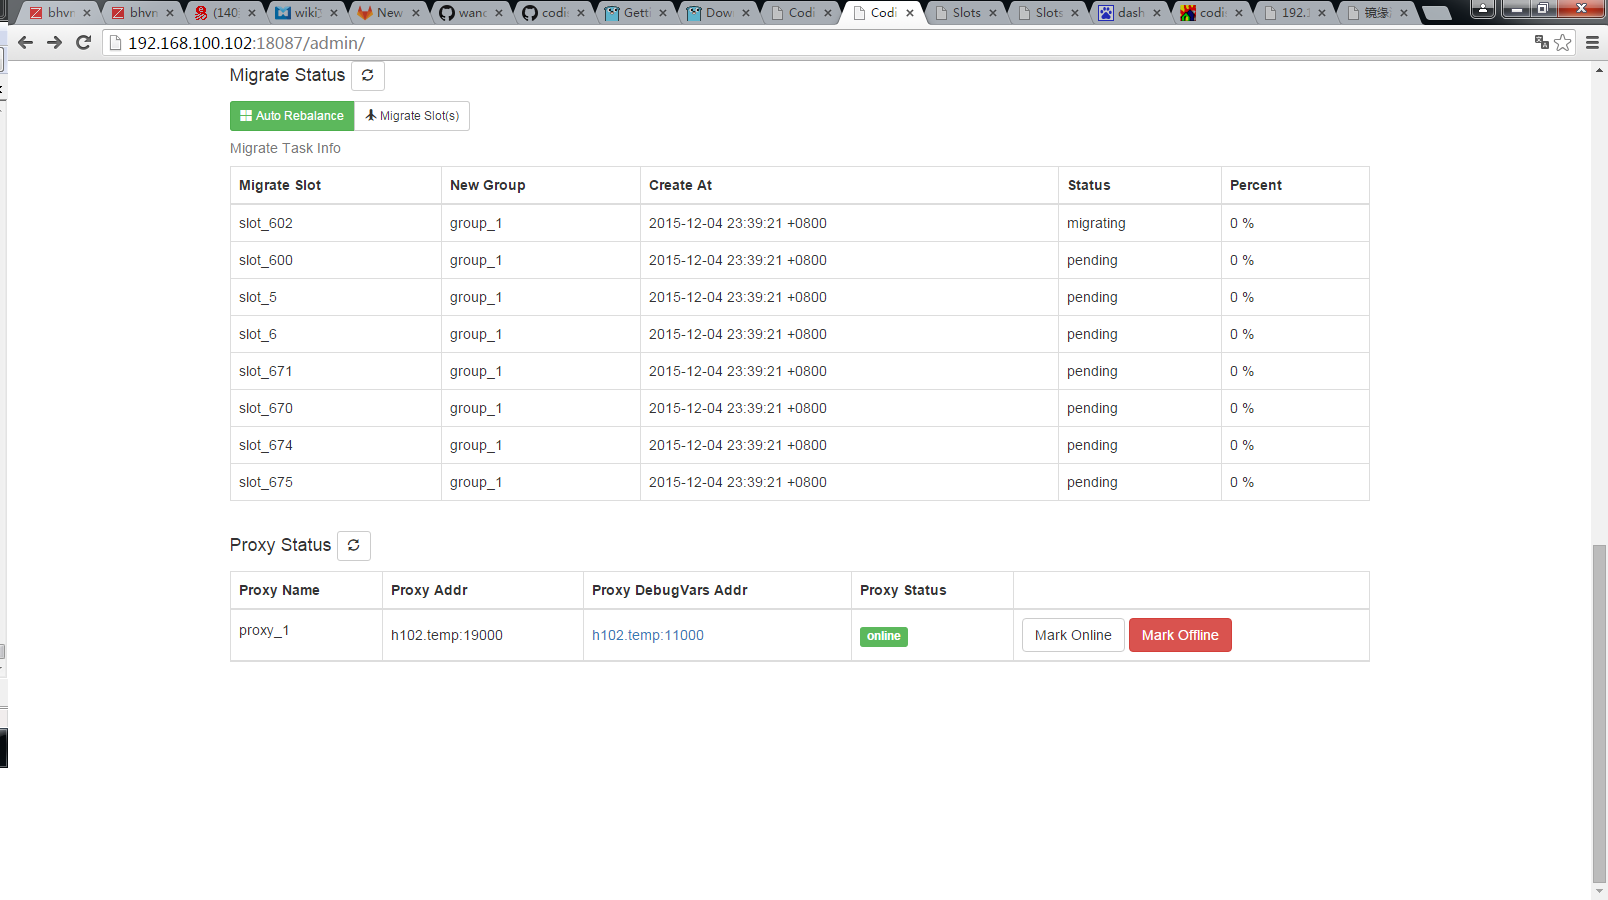 bhvn bhvn (140 wiki New wanc codis Getti Dow Codi Codi Slots Slots dash codis 192.1 镜缘
192.168.100.102:18087/admin/
Migrate Status
Auto Rebalance Migrate Slot(s)
Migrate Task Info
Migrate Slot New Group Create At Status Percent
slot_602 group_1 2015-12-04 23:39:21 +0800 migrating 0 %
slot_600 group_1 2015-12-04 23:39:21 +0800 pending 0 %
slot_5 group_1 2015-12-04 23:39:21 +0800 pending 0 %
slot_6 group_1 2015-12-04 23:39:21 +0800 pending 0 %
slot_671 group_1 2015-12-04 23:39:21 +0800 pending 0 %
slot_670 group_1 2015-12-04 23:39:21 +0800 pending 0 %
slot_674 group_1 2015-12-04 23:39:21 +0800 pending 0 %
slot_675 group_1 2015-12-04 23:39:21 +0800 pending 0 %
Proxy Status
Proxy Name Proxy Addr Proxy DebugVars Addr Proxy Status
proxy_1 h102.temp:19000 h102.temp:11000 online Mark Online Mark Offline